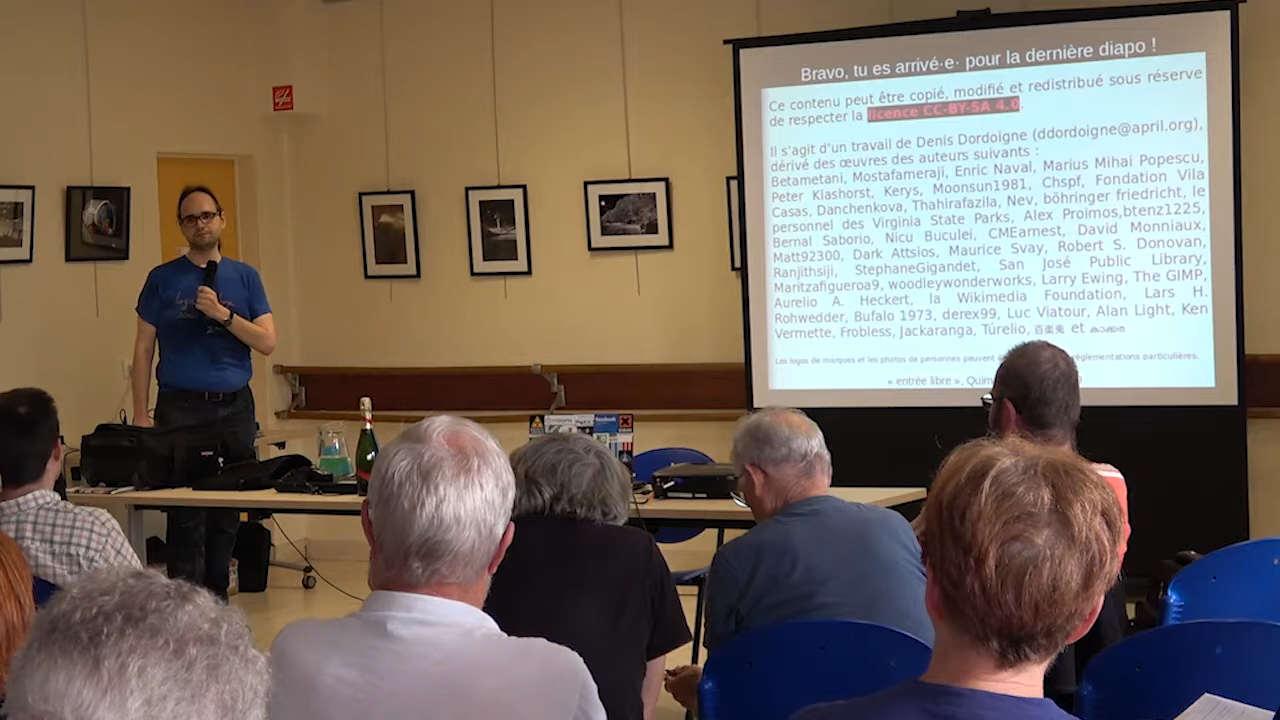 Bravo, tu es arrivé·e· pour la dernière diapo !
Ce contenu peut être copié, modifié et redistribué sous réserve
de respecter la licence CC-BY-SA 4.0.
Il s'agit d'un travail de Denis Dordoigne (ddordoigne@april.org),
dérivé des œuvres des auteurs suivants :
Betametani, Mostafameraji, Enric Naval, Marius Mihai Popescu,
Peter Klashorst, Kerys, Moonsun1981, Chspf, Fondation Vila
Casas, Danchenkova, Thahirafazila, Nev, böhringer friedricht, le
personnel des Virginia State Parks, Alex Proimos,btenz1225,
Bernal Saborio, Nicu Buculei, CMEarnest, David Monniaux,
Matt92300, Dark Attsios, Maurice Svay, Robert S. Donovan,
Ranjithsiji, StephaneGigandet, San José Public Library,
Maritzafigueroa9, woodleywonderworks, Larry Ewing, The GIMP,
Aurelio A. Heckert, la Wikimedia Foundation, Lars H.
Rohwedder, Bufalo 1973, derex99, Luc Viatour, Alan Light, Ken
Vermette, Frobless, Jackaranga, Túrelio, 百楽兎 et
Les logos de marques et les photos de personnes peuvent réglementations particulières.
« entrée libre », Quim
facebook